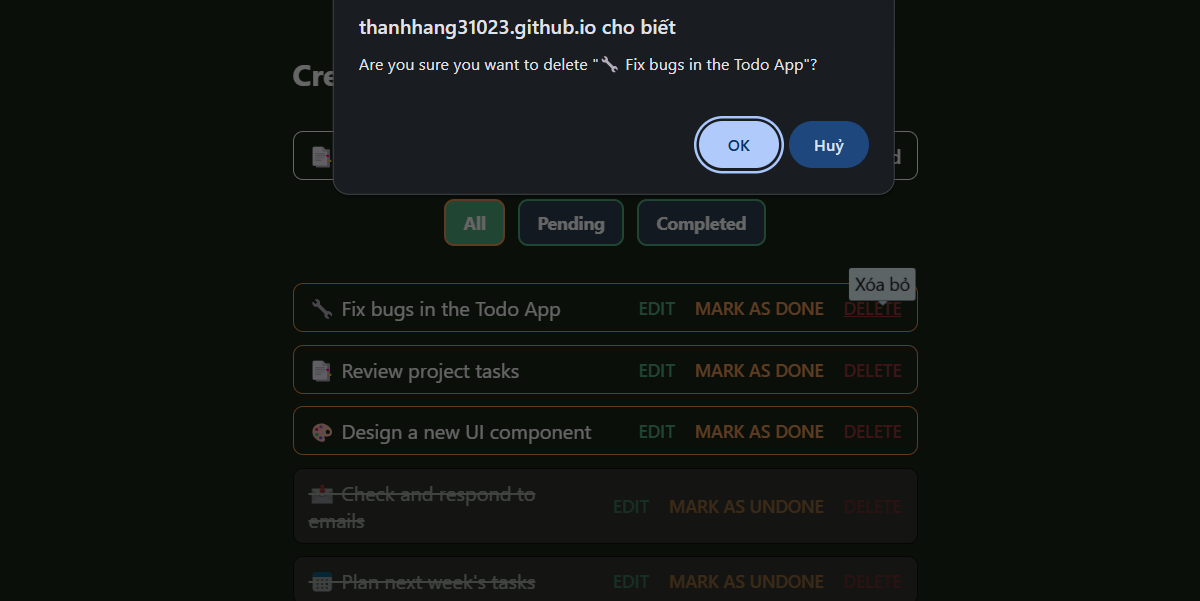 thanhhang31023.github.io cho biết
Are you sure you want to delete "🔧 Fix bugs in the Todo App"?
OK Huỷ
Cre
d
All Pending Completed
Xóa bỏ
🔧 Fix bugs in the Todo App EDIT MARK AS DONE DELETE
📑 Review project tasks EDIT MARK AS DONE DELETE
🎨 Design a new UI component EDIT MARK AS DONE DELETE
📩 Check and respond to
emails EDIT MARK AS UNDONE DELETE
📅 Plan next week's tasks EDIT MARK AS UNDONE DELETE